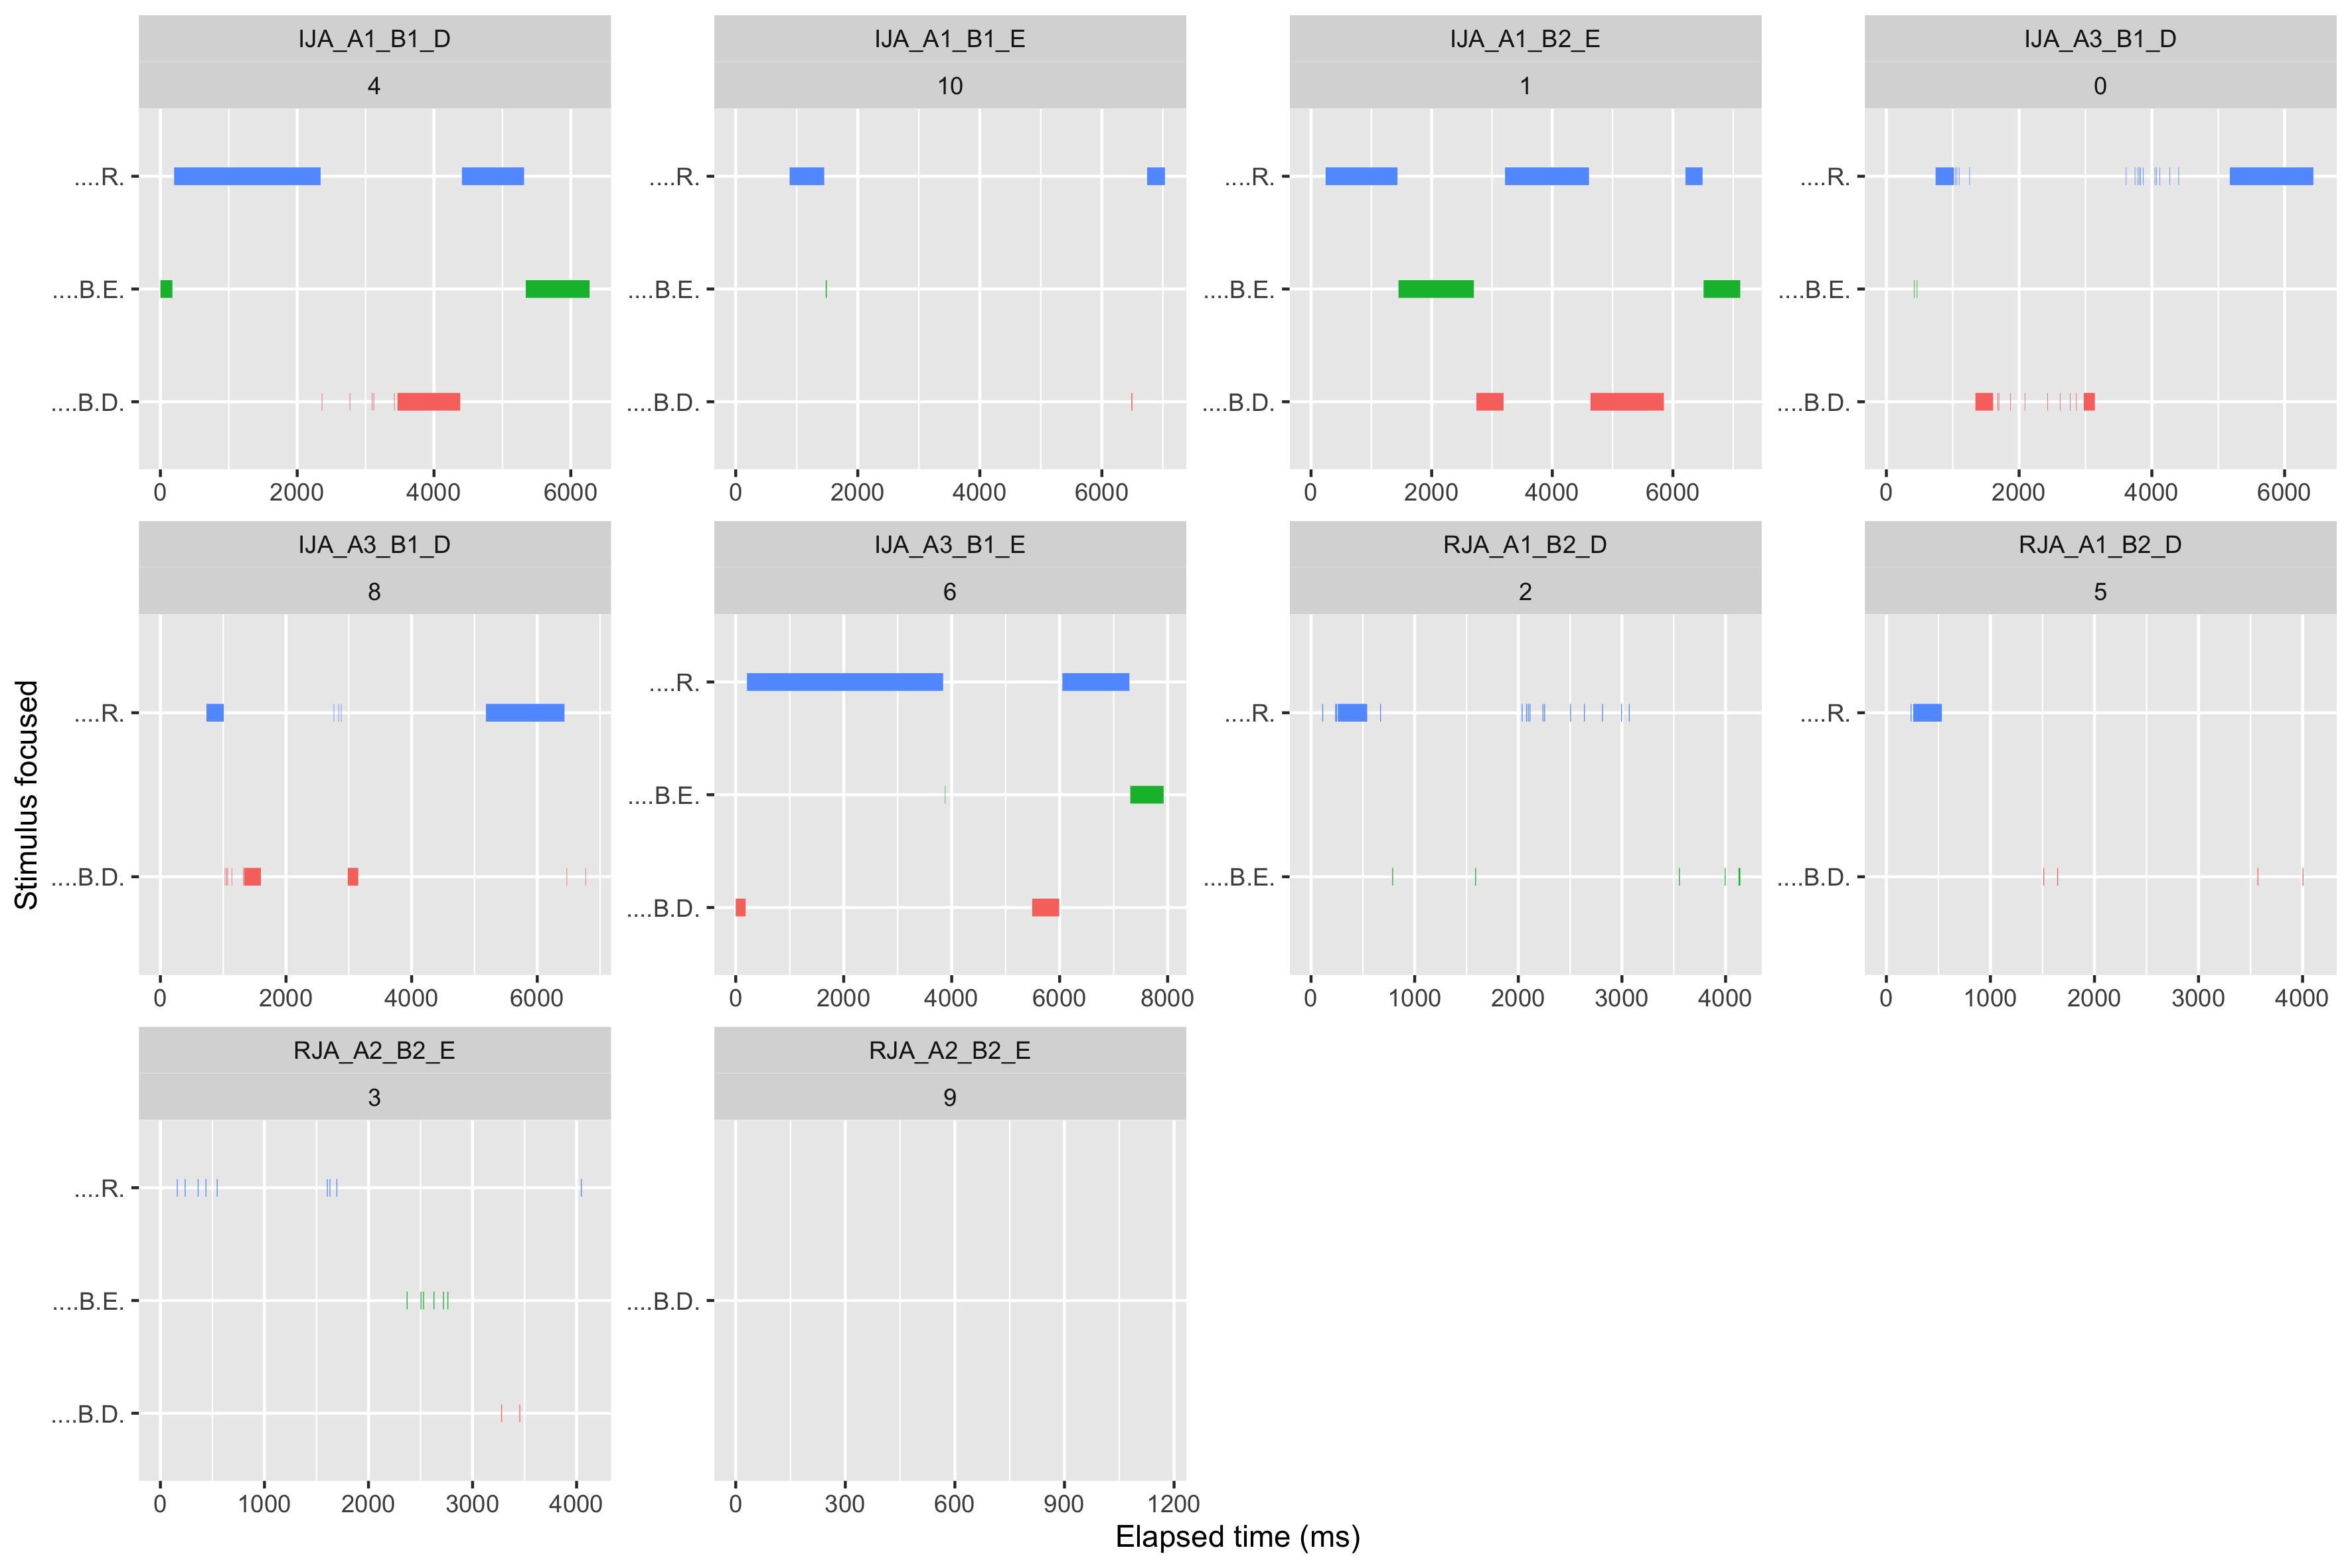 IJA_A1_B1_D
4
....R.
....B.E.
....B.D.
0 2000 4000 6000
IJA_A1_B1_E
10
....R.
....B.E.
....B.D.
0 2000 4000 6000
IJA_A1_B2_E
1
....R.
....B.E.
....B.D.
0 2000 4000 6000
IJA_A3_B1_D
0
....R.
....B.E.
....B.D.
0 2000 4000 6000
Stimulus focused
IJA_A3_B1_D
8
....R.
....B.D.
0 2000 4000 6000
IJA_A3_B1_E
6
....R.
....B.E.
....B.D.
0 2000 4000 6000 8000
RJA_A1_B2_D
2
....R.
....B.E.
0 1000 2000 3000 4000
RJA_A1_B2_D
5
....R.
....B.D.
0 1000 2000 3000 4000
RJA_A2_B2_E
3
....R.
....B.E.
....B.D.
0 1000 2000 3000 4000
RJA_A2_B2_E
9
....B.D.
0 300 600 900 1200
Elapsed time (ms)